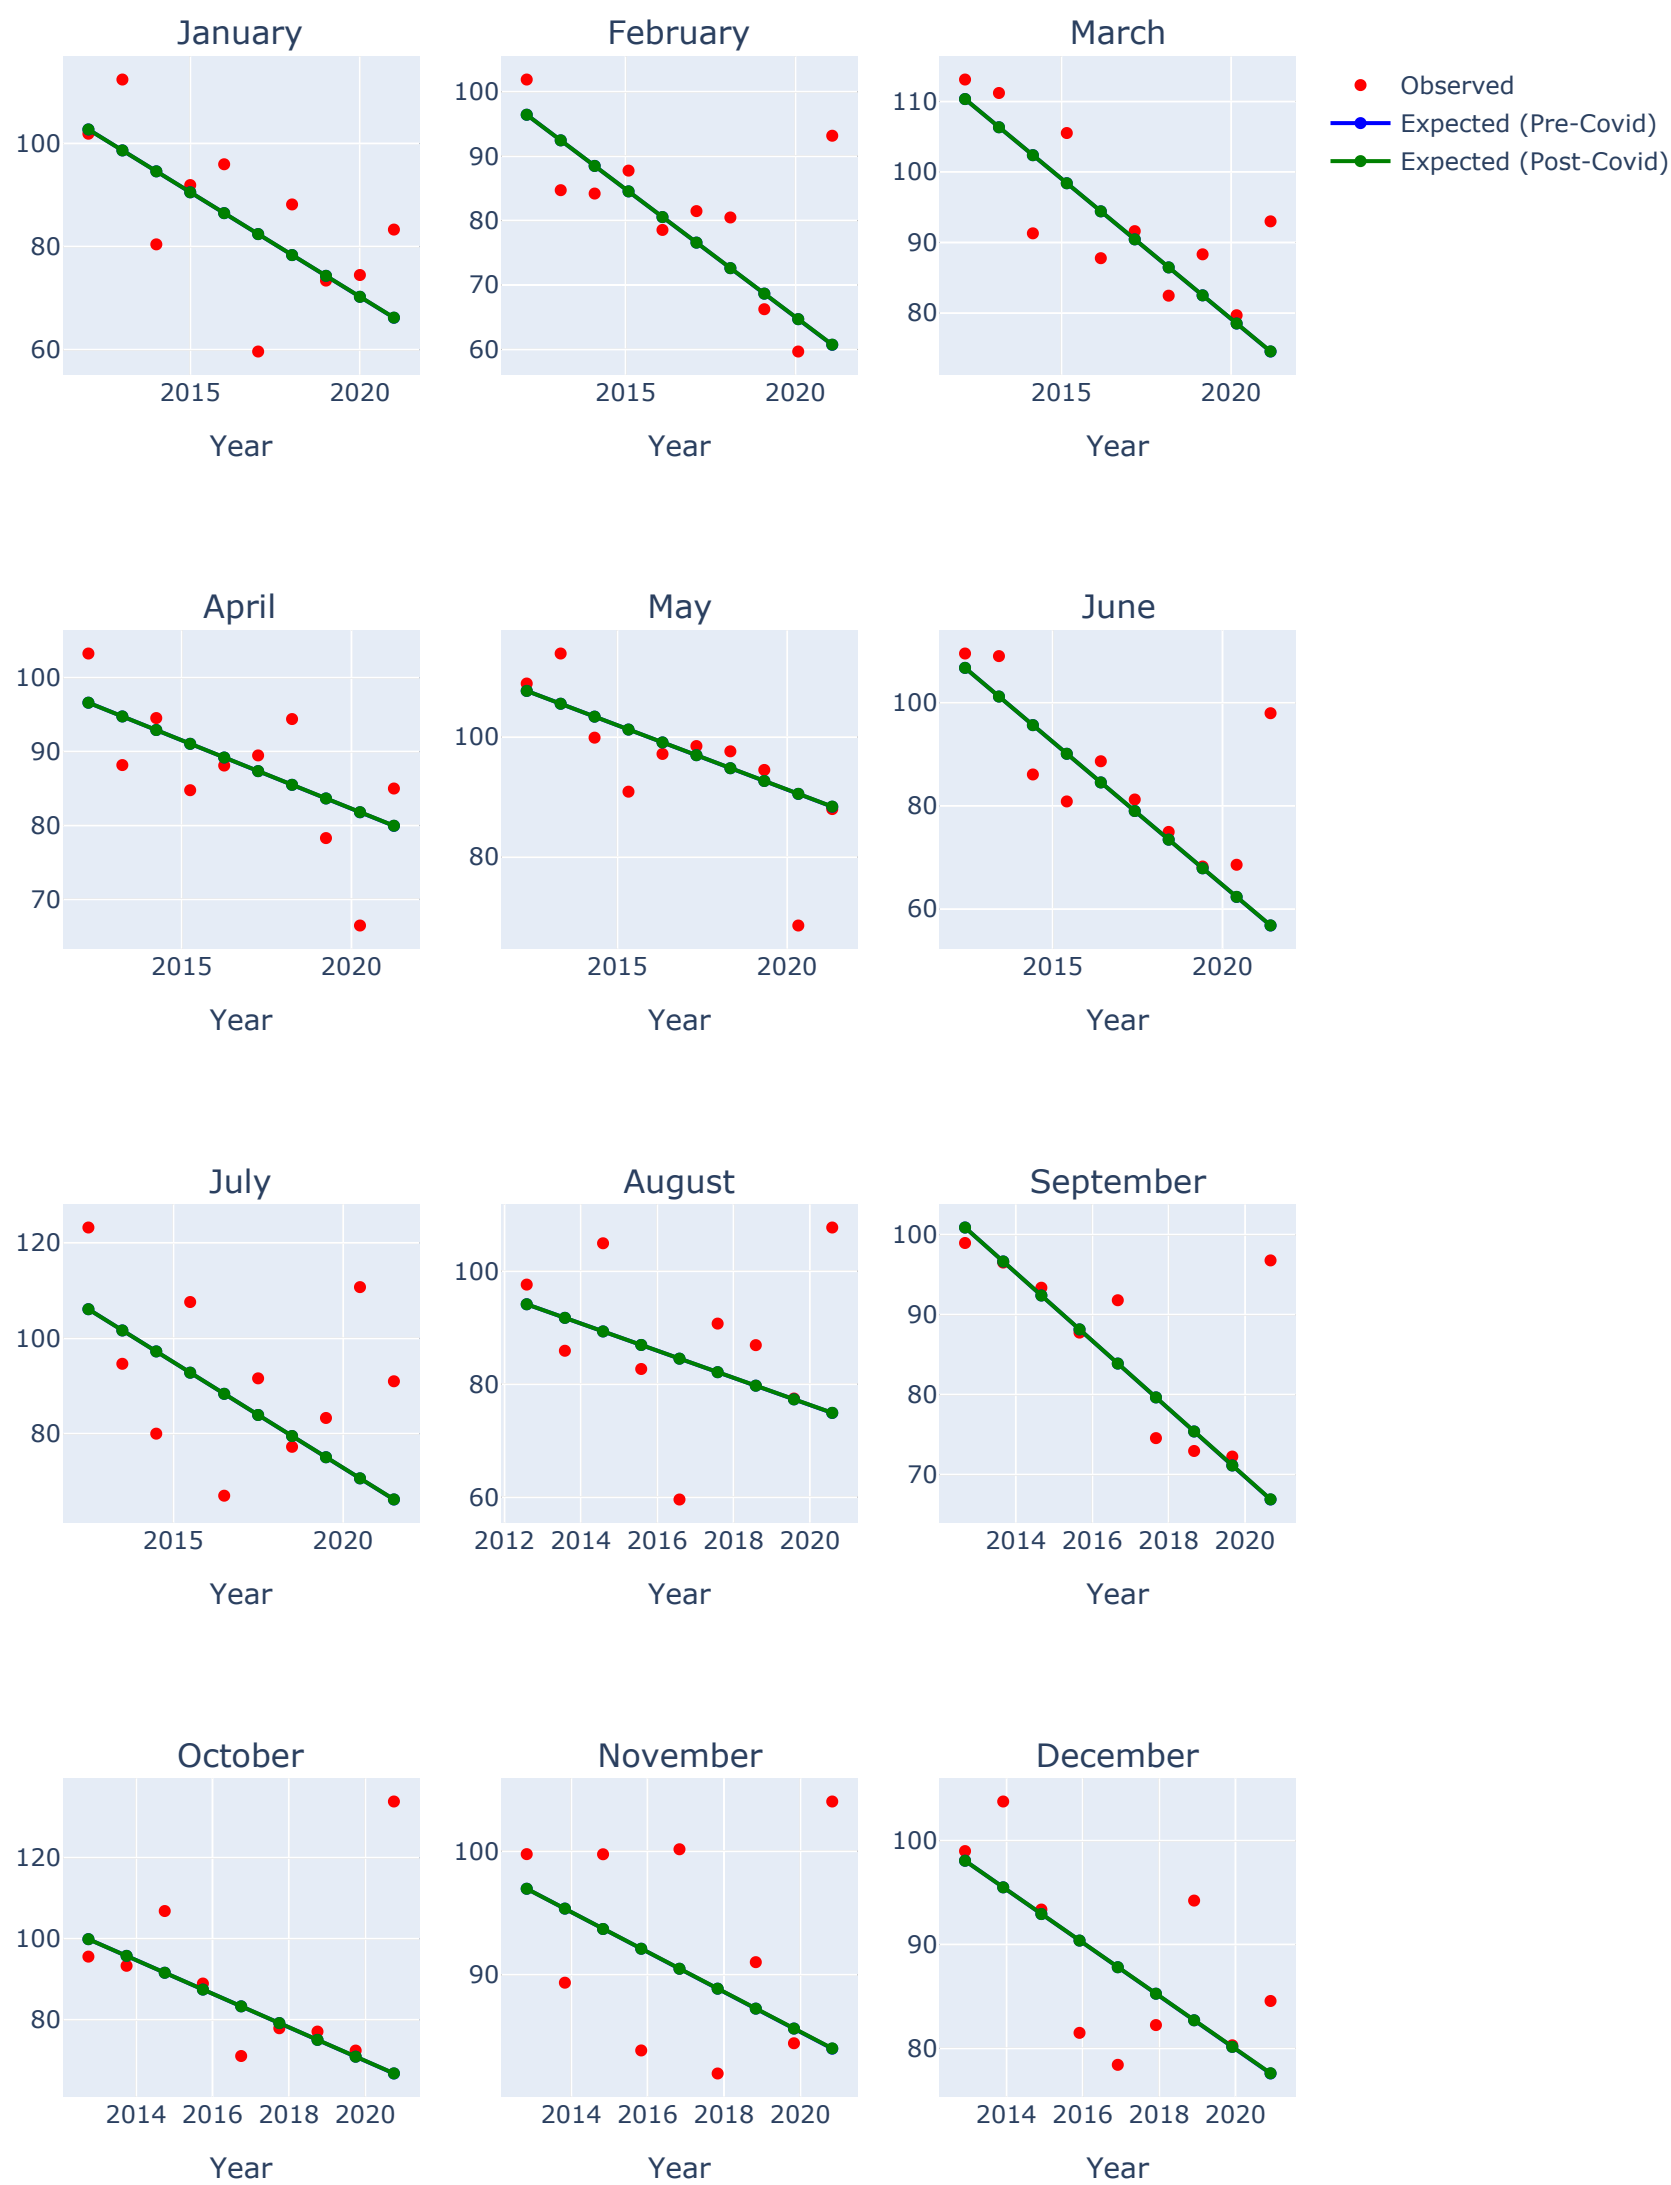 January
February
March
Observed
Expected (Pre-Covid)
Expected (Post-Covid)
100
80
60
2015
2020
Year
100
90
80
70
60
2015
2020
Year
110
100
90
80
2015
2020
Year
April
May
June
100
90
80
70
2015
2020
Year
100
80
2015
2020
Year
100
80
60
2015
2020
Year
July
August
September
120
100
80
2015
2020
Year
100
80
60
2012
2014
2016
2018
2020
Year
100
90
80
70
2014
2016
2018
2020
Year
October
November
December
120
100
80
2014
2016
2018
2020
Year
100
90
2014
2016
2018
2020
Year
100
90
80
2014
2016
2018
2020
Year